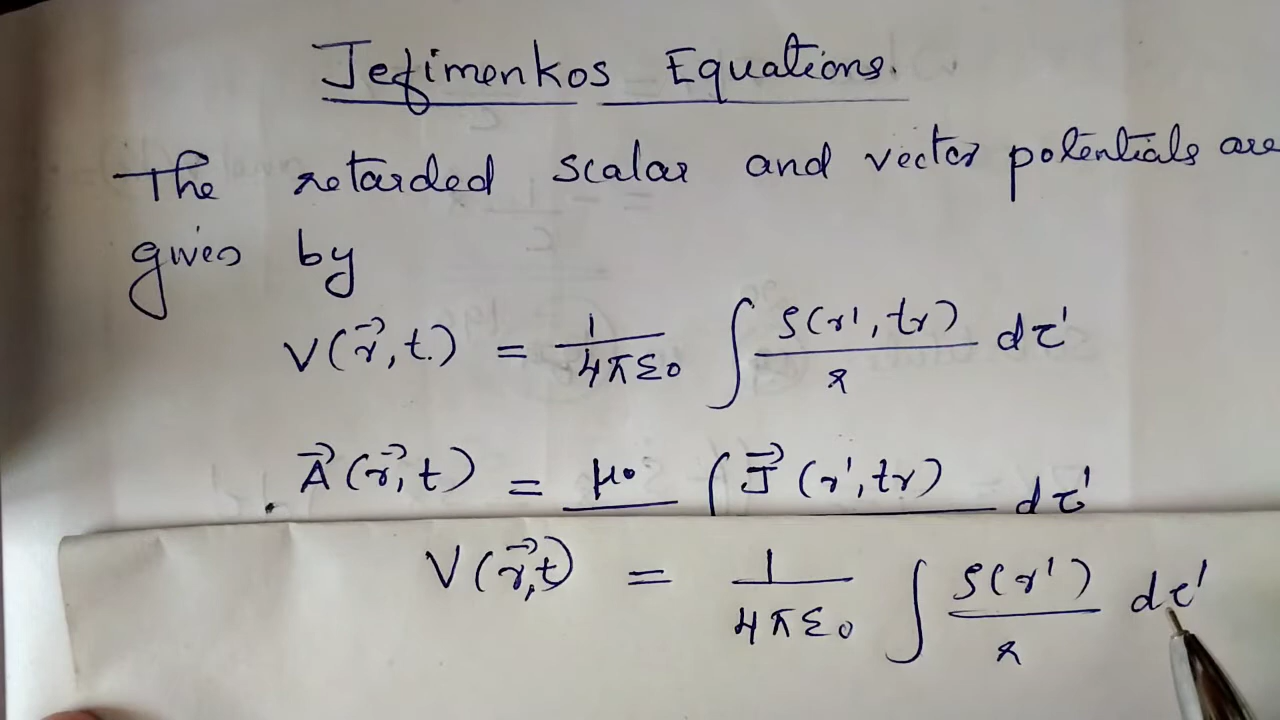 Jefimenkos Equations.
The retarded scalar and vector potentials are
given by
V(r⃗, t) = 1/4πε0 ∫ ρ(r', tr)/𝓇 dτ'
A⃗(r⃗, t) = μ0 ∫ J⃗(r', tr) dτ'
V(r⃗, t) = 1/4πε0 ∫ ρ(r')/𝓇 dτ'